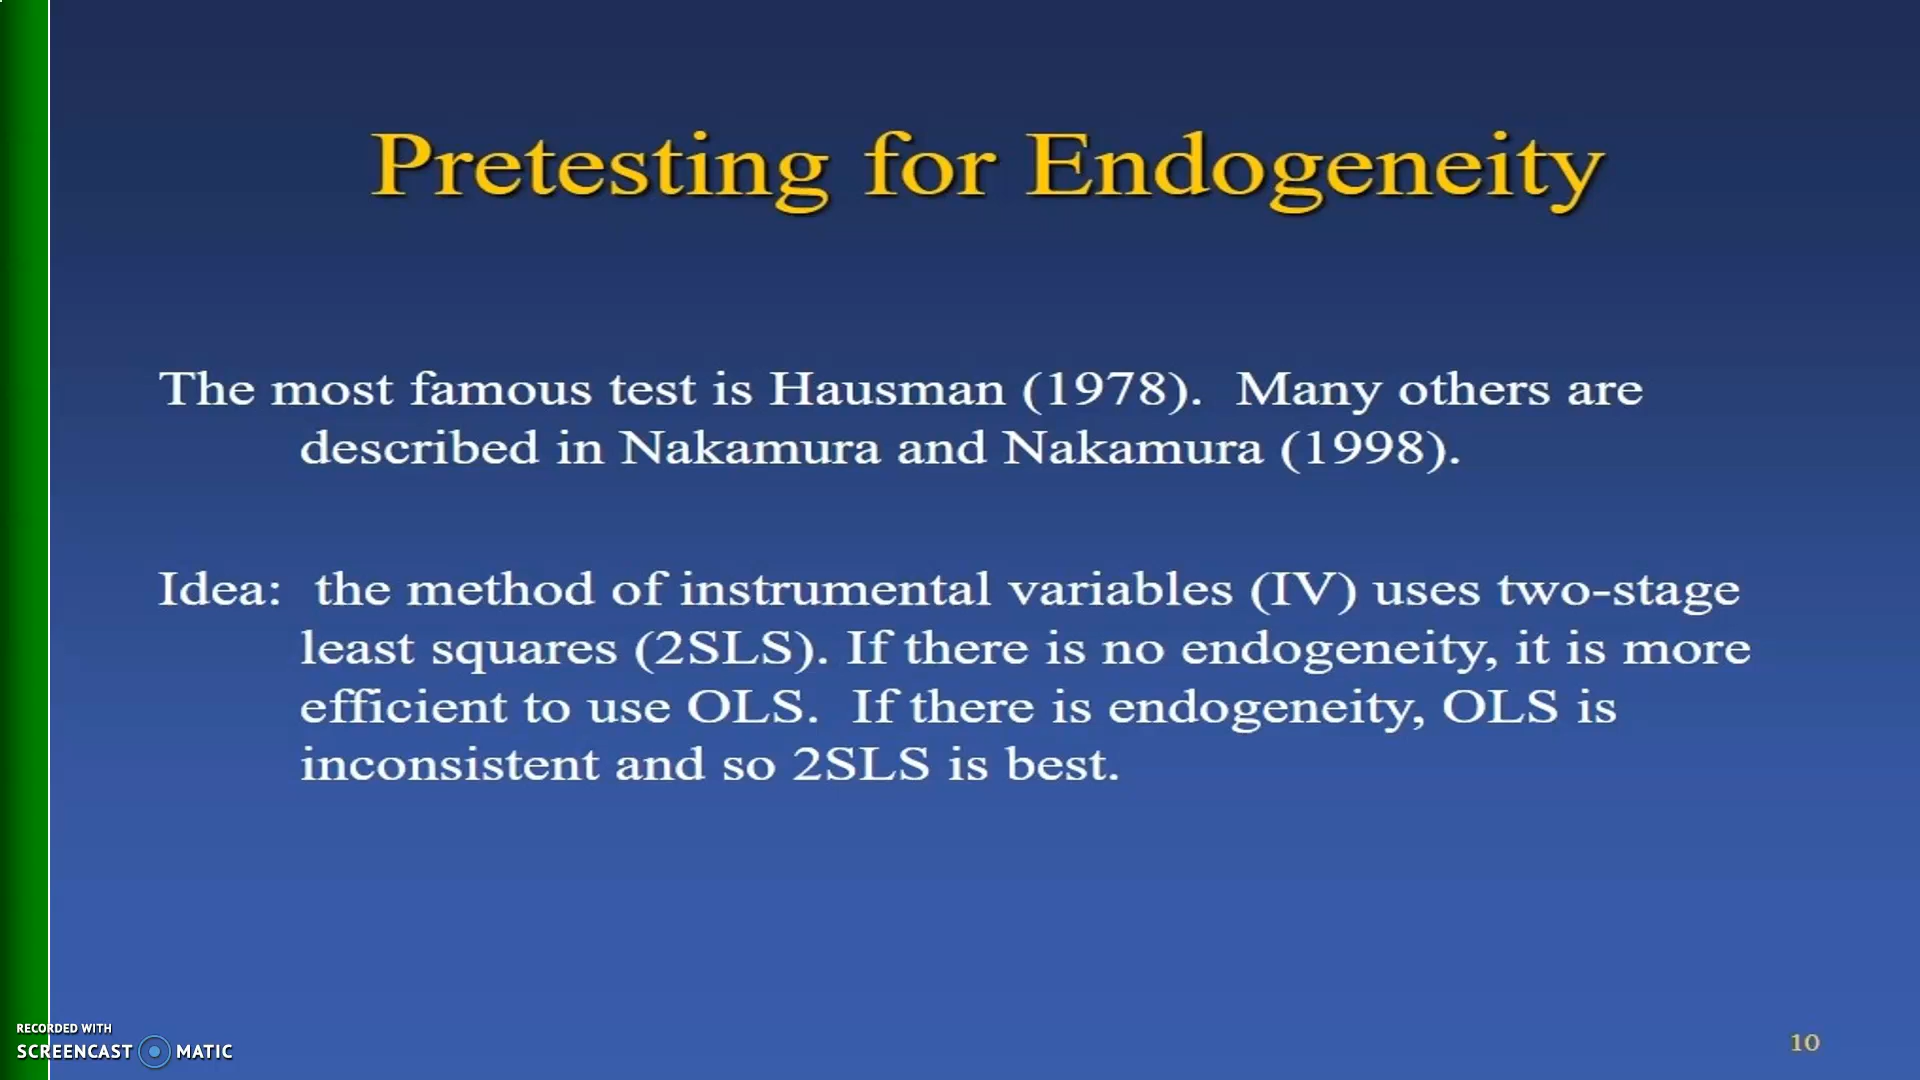 Pretesting for Endogeneity
The most famous test is Hausman (1978).  Many others are
described in Nakamura and Nakamura (1998).
Idea:  the method of instrumental variables (IV) uses two-stage
least squares (2SLS). If there is no endogeneity, it is more
efficient to use OLS.  If there is endogeneity, OLS is
inconsistent and so 2SLS is best.
RECORDED WITH
SCREENCAST MATIC
10